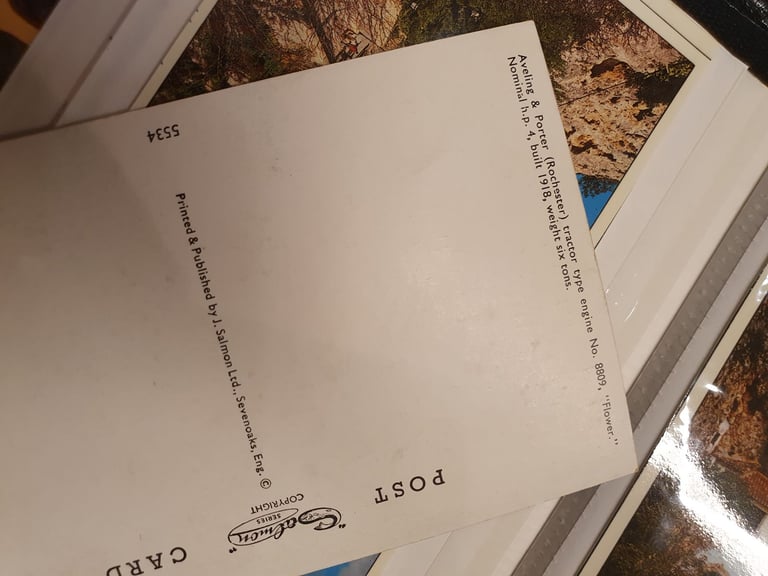 Aveling & Porter (Rochester) tractor type engine No. 8809, "Flower."
Nominal h.p. 4, built 1918, weight six tons.
POST
CARD
"Salmon"
SERIES
COPYRIGHT
Printed & Published by J. Salmon Ltd., Sevenoaks, Eng. ©
5534